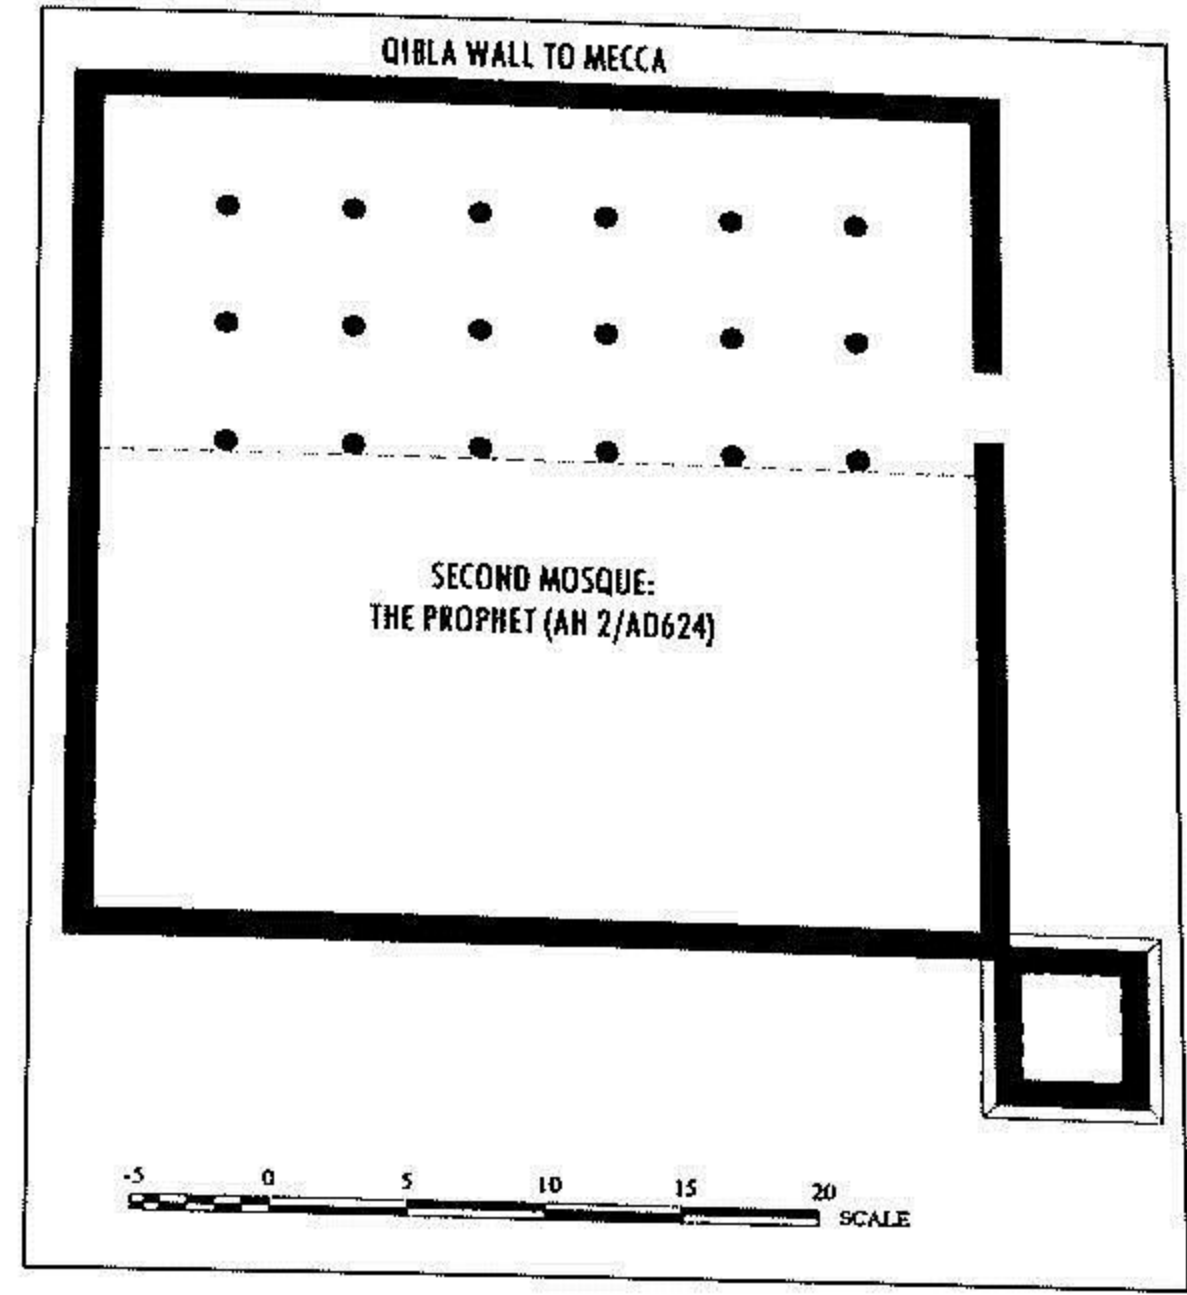 QIBLA WALL TO MECCA
SECOND MOSQUE:
THE PROPHET (AH 2/AD624)
-5 0 5 10 15 20
SCALE